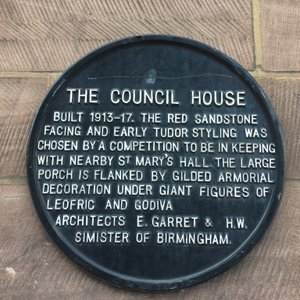 THE COUNCIL HOUSE
BUILT 1913-17. THE RED SANDSTONE
FACING AND EARLY TUDOR STYLING WAS
CHOSEN BY A COMPETITION TO BE IN KEEPING
WITH NEARBY ST MARY'S HALL. THE LARGE
PORCH IS FLANKED BY GILDED ARMORIAL
DECORATION UNDER GIANT FIGURES OF
LEOFRIC AND GODIVA
ARCHITECTS E. GARRET & H.W.
SIMISTER OF BIRMINGHAM.